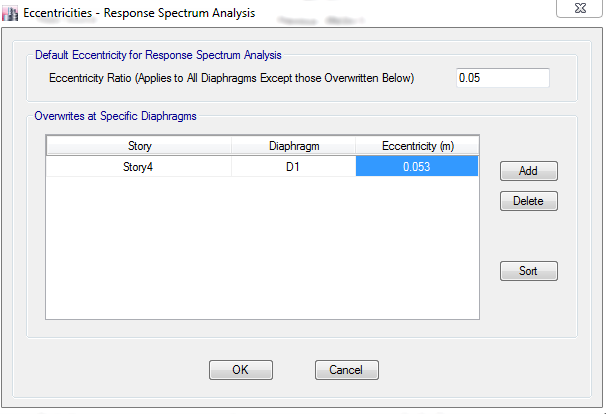 Eccentricities - Response Spectrum Analysis
Default Eccentricity for Response Spectrum Analysis
Eccentricity Ratio (Applies to All Diaphragms Except those Overwritten Below) 0.05
Overwrites at Specific Diaphragms
Story Diaphragm Eccentricity (m)
Story4 D1 0.053
Add
Delete
Sort
OK Cancel